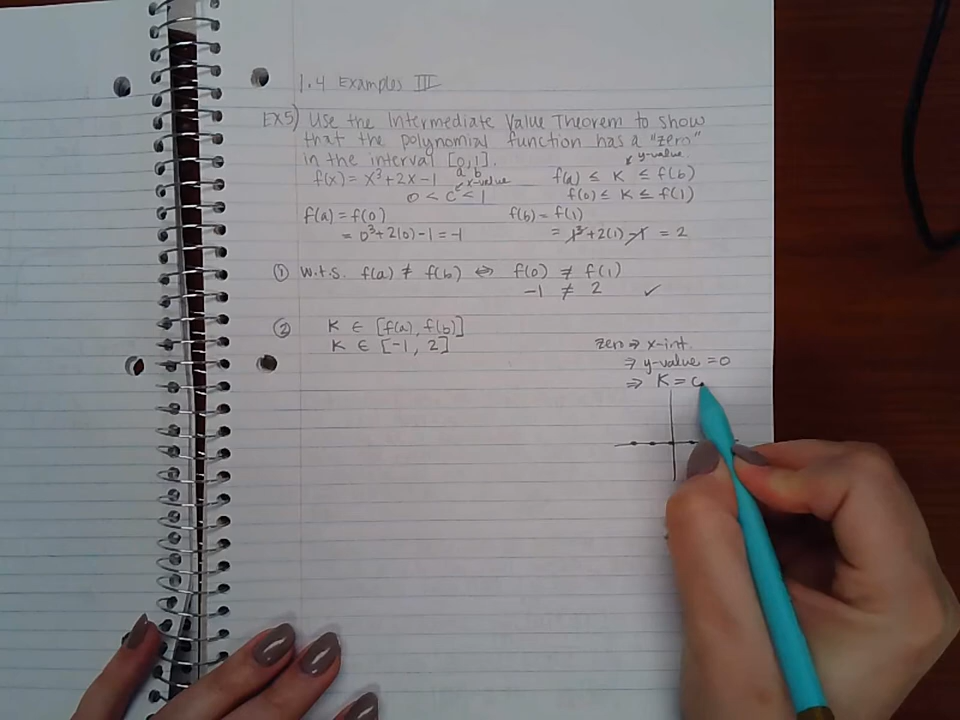 1.4 Examples III
EX5) Use the Intermediate Value Theorem to show
that the polynomial function has a "zero"
in the interval [0,1].
a b
y-value
f(x) = x³+2x-1
x-value
f(a) ≤ K ≤ f(b)
0 < c < 1
f(0) ≤ K ≤ f(1)
f(a) = f(0)
f(b) = f(1)
= 0³+2(0)-1 = -1
= 1³+2(1)-1 = 2
① W.T.S. f(a) ≠ f(b) ⇔ f(0) ≠ f(1)
-1 ≠ 2 ✓
② K ∈ [f(a), f(b)]
K ∈ [-1, 2]
zero ⇒ x-int.
⇒ y-value = 0
⇒ K =